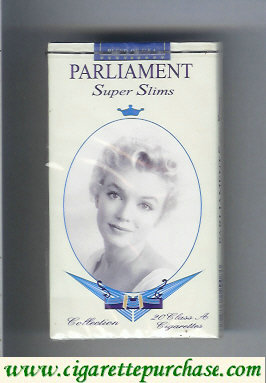 PARLIAMENT
Super Slims
Collection
20 Class A
Cigarettes
www.cigarettepurchase.com